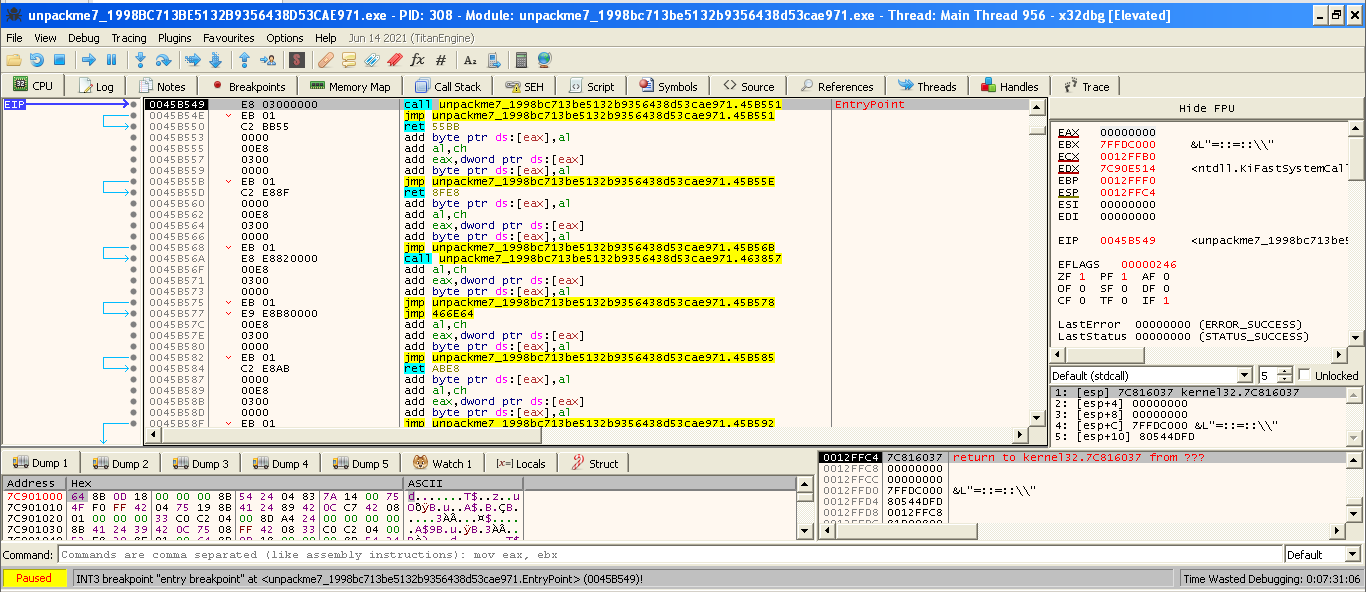 unpackme7_1998BC713BE5132B9356438D53CAE971.exe - PID: 308 - Module: unpackme7_1998bc713be5132b9356438d53cae971.exe - Thread: Main Thread 956 - x32dbg [Elevated]
File View Debug Tracing Plugins Favourites Options Help Jun 14 2021 (TitanEngine)
CPU Log Notes Breakpoints Memory Map Call Stack SEH Script Symbols Source References Threads Handles Trace
EIP 0045B549 E8 03000000 call unpackme7_1998bc713be5132b9356438d53cae971.45B551 EntryPoint
0045B54E EB 01 jmp unpackme7_1998bc713be5132b9356438d53cae971.45B551
0045B550 C2 BB55 ret 55BB
0045B553 0000 add byte ptr ds:[eax],al
0045B555 00E8 add al,ch
0045B557 0300 add eax,dword ptr ds:[eax]
0045B559 0000 add byte ptr ds:[eax],al
0045B55B EB 01 jmp unpackme7_1998bc713be5132b9356438d53cae971.45B55E
0045B55D C2 E88F ret 8FE8
0045B560 0000 add byte ptr ds:[eax],al
0045B562 00E8 add al,ch
0045B564 0300 add eax,dword ptr ds:[eax]
0045B566 0000 add byte ptr ds:[eax],al
0045B568 EB 01 jmp unpackme7_1998bc713be5132b9356438d53cae971.45B56B
0045B56A E8 E8820000 call unpackme7_1998bc713be5132b9356438d53cae971.463857
0045B56F 00E8 add al,ch
0045B571 0300 add eax,dword ptr ds:[eax]
0045B573 0000 add byte ptr ds:[eax],al
0045B575 EB 01 jmp unpackme7_1998bc713be5132b9356438d53cae971.45B578
0045B577 E9 E8B80000 jmp 466E64
0045B57C 00E8 add al,ch
0045B57E 0300 add eax,dword ptr ds:[eax]
0045B580 0000 add byte ptr ds:[eax],al
0045B582 EB 01 jmp unpackme7_1998bc713be5132b9356438d53cae971.45B585
0045B584 C2 E8AB ret ABE8
0045B587 0000 add byte ptr ds:[eax],al
0045B589 00E8 add al,ch
0045B58B 0300 add eax,dword ptr ds:[eax]
0045B58D 0000 add byte ptr ds:[eax],al
0045B58F EB 01 jmp unpackme7_1998bc713be5132b9356438d53cae971.45B592
Hide FPU
EAX 00000000
EBX 7FFDC000 &L"=::=::\\"
ECX 0012FFB0
EDX 7C90E514 <ntdll.KiFastSystemCal
EBP 0012FFF0
ESP 0012FFC4
ESI 00000000
EDI 00000000
EIP 0045B549 <unpackme7_1998bc713be5
EFLAGS 00000246
ZF 1 PF 1 AF 0
OF 0 SF 0 DF 0
CF 0 TF 0 IF 1
LastError 00000000 (ERROR_SUCCESS)
LastStatus 00000000 (STATUS_SUCCESS)
Default (stdcall) 5 Unlocked
1: [esp] 7C816037 kernel32.7C816037
2: [esp+4] 00000000
3: [esp+8] 00000000
4: [esp+C] 7FFDC000 &L"=::=::\\"
5: [esp+10] 80544DFD
Dump 1 Dump 2 Dump 3 Dump 4 Dump 5 Watch 1 [x=] Locals Struct
Address Hex ASCII
7C901000 64 8B 0D 18 00 00 00 8B 54 24 04 83 7A 14 00 75 d.......T$..z..u
7C901010 4F F0 FF 42 04 75 19 8B 41 24 89 42 0C C7 42 08 OðÿB.u..A$.B.ÇB.
7C901020 01 00 00 00 33 C0 C2 04 00 8D A4 24 00 00 00 00 ....3ÀÂ...¤$....
7C901030 8B 41 24 39 42 0C 75 08 FF 42 08 33 C0 C2 04 00 .A$9B.u.ÿB.3ÀÂ..
0012FFC4 7C816037 return to kernel32.7C816037 from ???
0012FFC8 00000000
0012FFCC 00000000
0012FFD0 7FFDC000 &L"=::=::\\"
0012FFD4 80544DFD
0012FFD8 0012FFC8
Command: Commands are comma separated (like assembly instructions): mov eax, ebx Default
Paused INT3 breakpoint "entry breakpoint" at <unpackme7_1998bc713be5132b9356438d53cae971.EntryPoint> (0045B549)! Time Wasted Debugging: 0:07:31:06